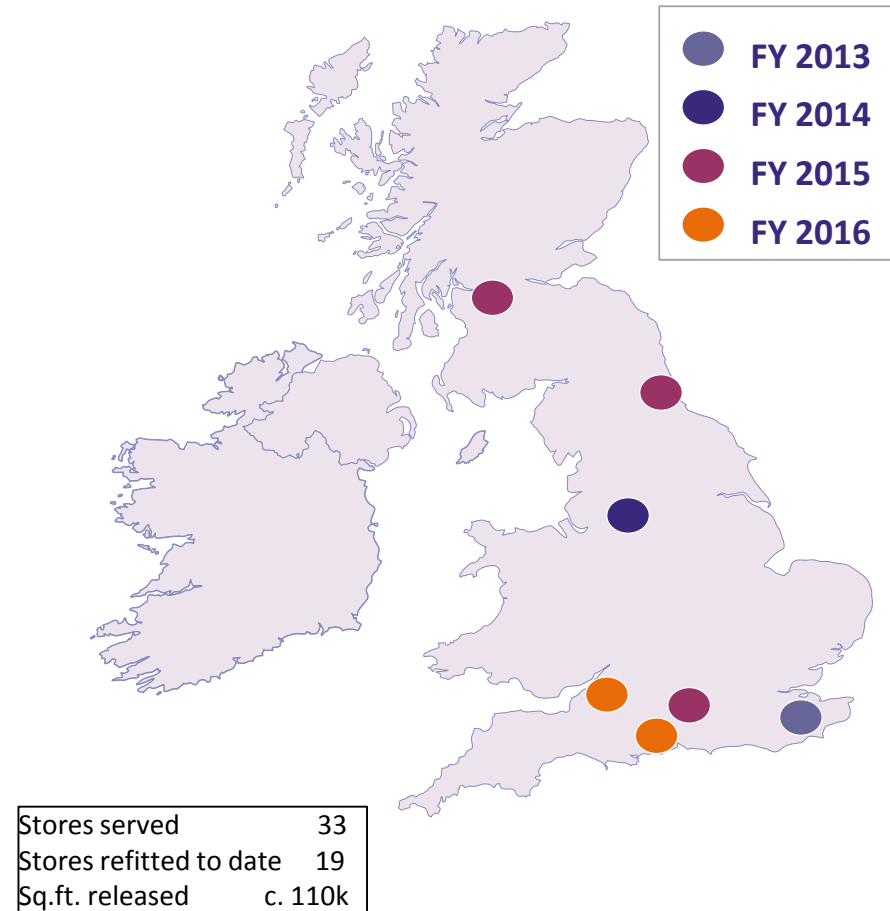 FY 2013
FY 2014
FY 2015
FY 2016
Stores served 33
Stores refitted to date 19
Sq.ft. released c. 110k